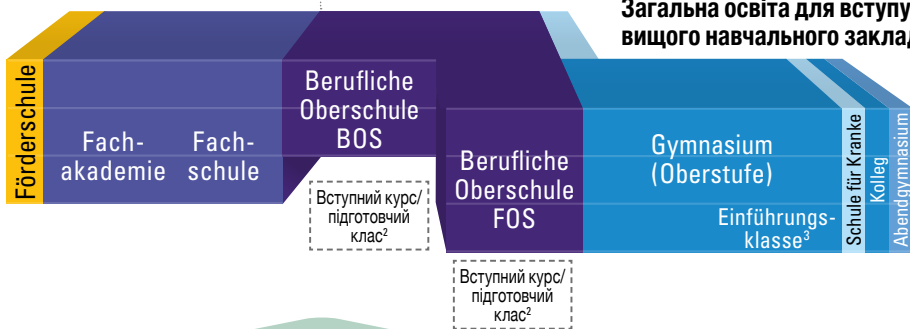 Загальна освіта для вступу
вищого навчального заклад
Förderschule
Fach-
akademie
Fach-
schule
Berufliche
Oberschule
BOS
Вступний курс/
підготовчий
клас²
Berufliche
Oberschule
FOS
Вступний курс/
підготовчий
клас²
Gymnasium
(Oberstufe)
Einführungs-
klasse³
Schule für Kranke
Kolleg
Abendgymnasium